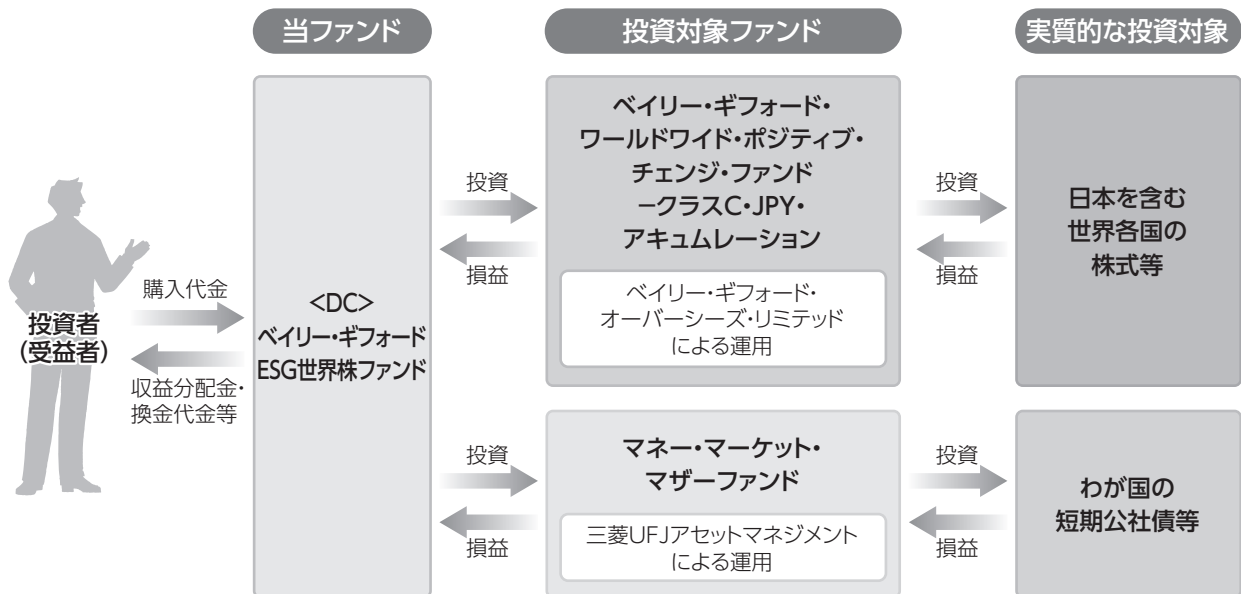 当ファンド
投資対象ファンド
実質的な投資対象
投資者
(受益者)
購入代金
収益分配金・
換金代金等
<DC>
ベイリー・ギフォード
ESG世界株ファンド
投資
損益
ベイリー・ギフォード・
ワールドワイド・ポジティブ・
チェンジ・ファンド
ークラスC・JPY・
アキュムレーション
ベイリー・ギフォード・
オーバーシーズ・リミテッド
による運用
投資
損益
日本を含む
世界各国の
株式等
投資
損益
マネー・マーケット・
マザーファンド
三菱UFJアセットマネジメント
による運用
投資
損益
わが国の
短期公社債等